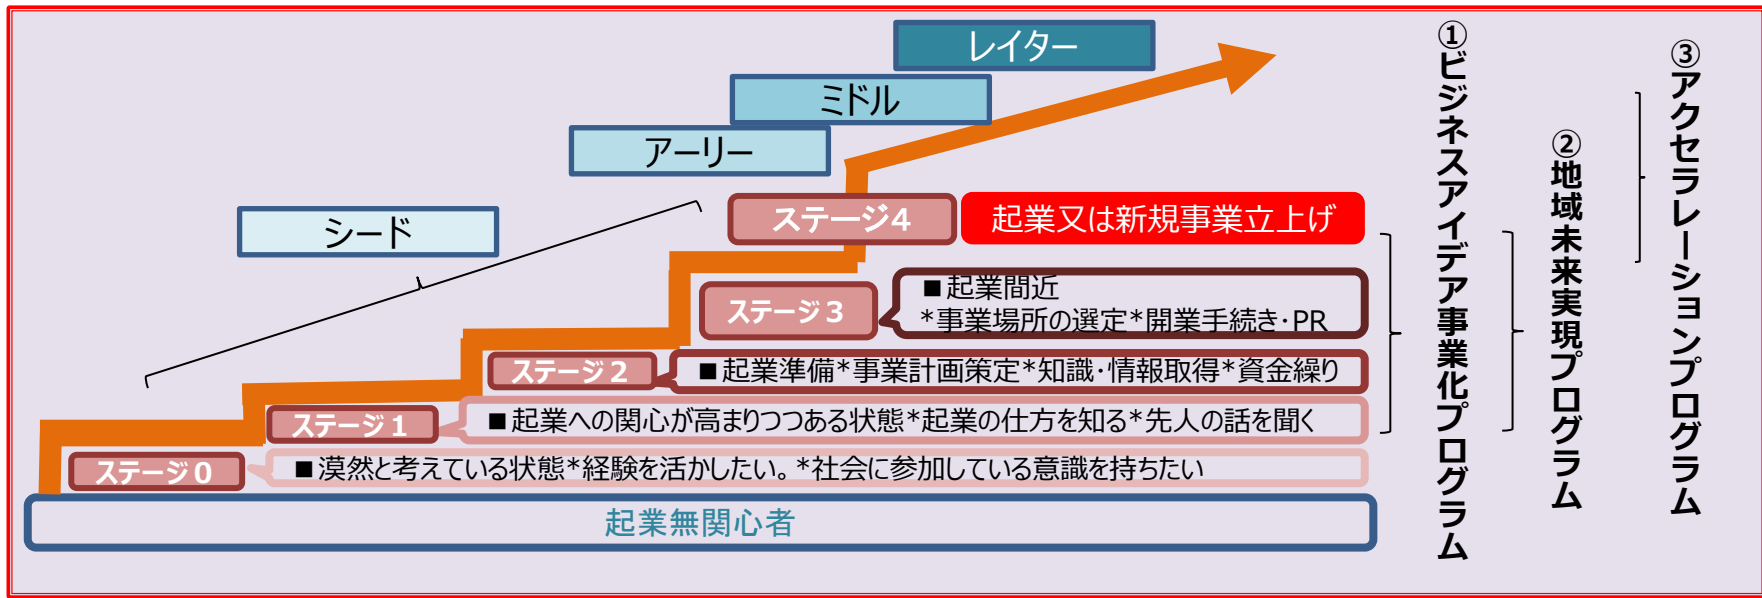 レイター
ミドル
アーリー
シード
ステージ4
起業又は新規事業立上げ
ステージ３
■起業間近
*事業場所の選定*開業手続き・PR
ステージ２
■起業準備*事業計画策定*知識・情報取得*資金繰り
ステージ１
■起業への関心が高まりつつある状態*起業の仕方を知る*先人の話を聞く
ステージ０
■漠然と考えている状態*経験を活かしたい。*社会に参加している意識を持ちたい
起業無関心者
①ビジネスアイデア事業化プログラム
②地域未来実現プログラム
③アクセラレーションプログラム